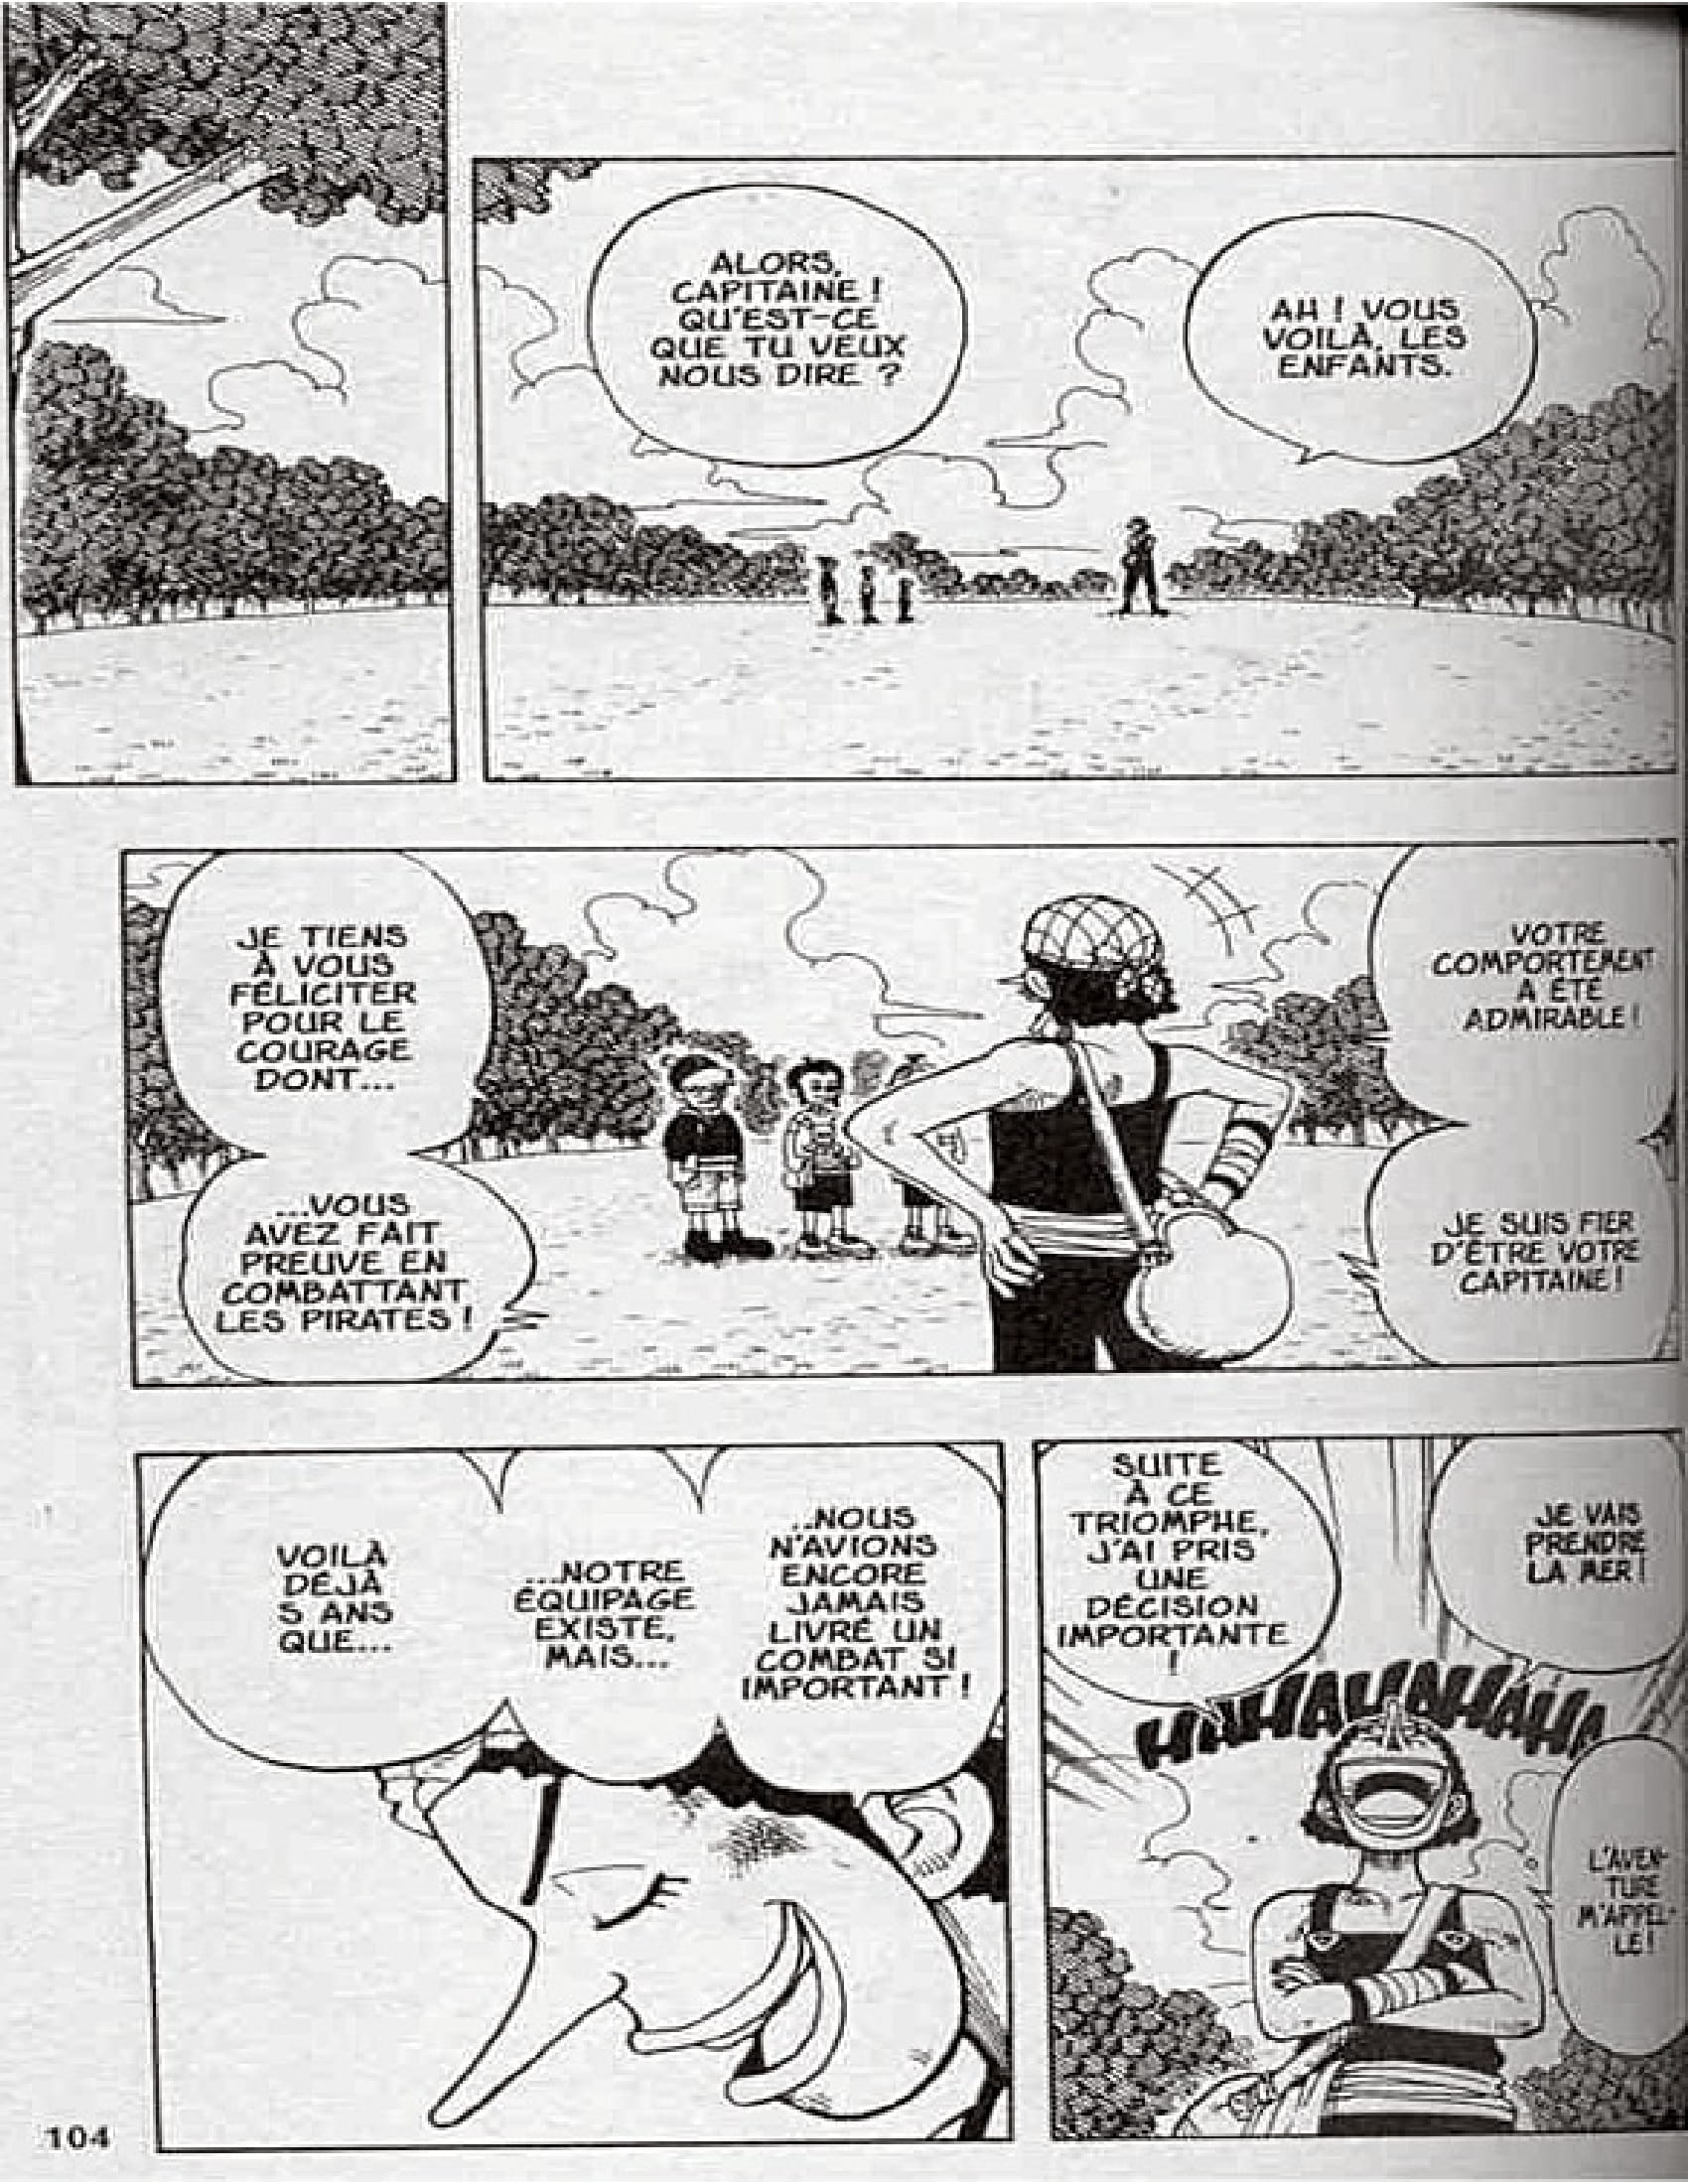 ALORS,
CAPITAINE !
QU'EST-CE
QUE TU VEUX
NOUS DIRE ?
AH ! VOUS
VOILÀ, LES
ENFANTS.
JE TIENS
À VOUS
FÉLICITER
POUR LE
COURAGE
DONT...
...VOUS
AVEZ FAIT
PREUVE EN
COMBATTANT
LES PIRATES !
VOTRE
COMPORTEMENT
A ÉTÉ
ADMIRABLE !
JE SUIS FIER
D'ÊTRE VOTRE
CAPITAINE !
VOILÀ
DÉJÀ
5 ANS
QUE...
...NOTRE
ÉQUIPAGE
EXISTE,
MAIS...
...NOUS
N'AVIONS
ENCORE
JAMAIS
LIVRÉ UN
COMBAT SI
IMPORTANT !
SUITE
À CE
TRIOMPHE,
J'AI PRIS
UNE
DÉCISION
IMPORTANTE
!
JE VAIS
PRENDRE
LA MER !
HAHAHAHAHA
L'AVEN-
TURE
M'APPEL-
LE !
104